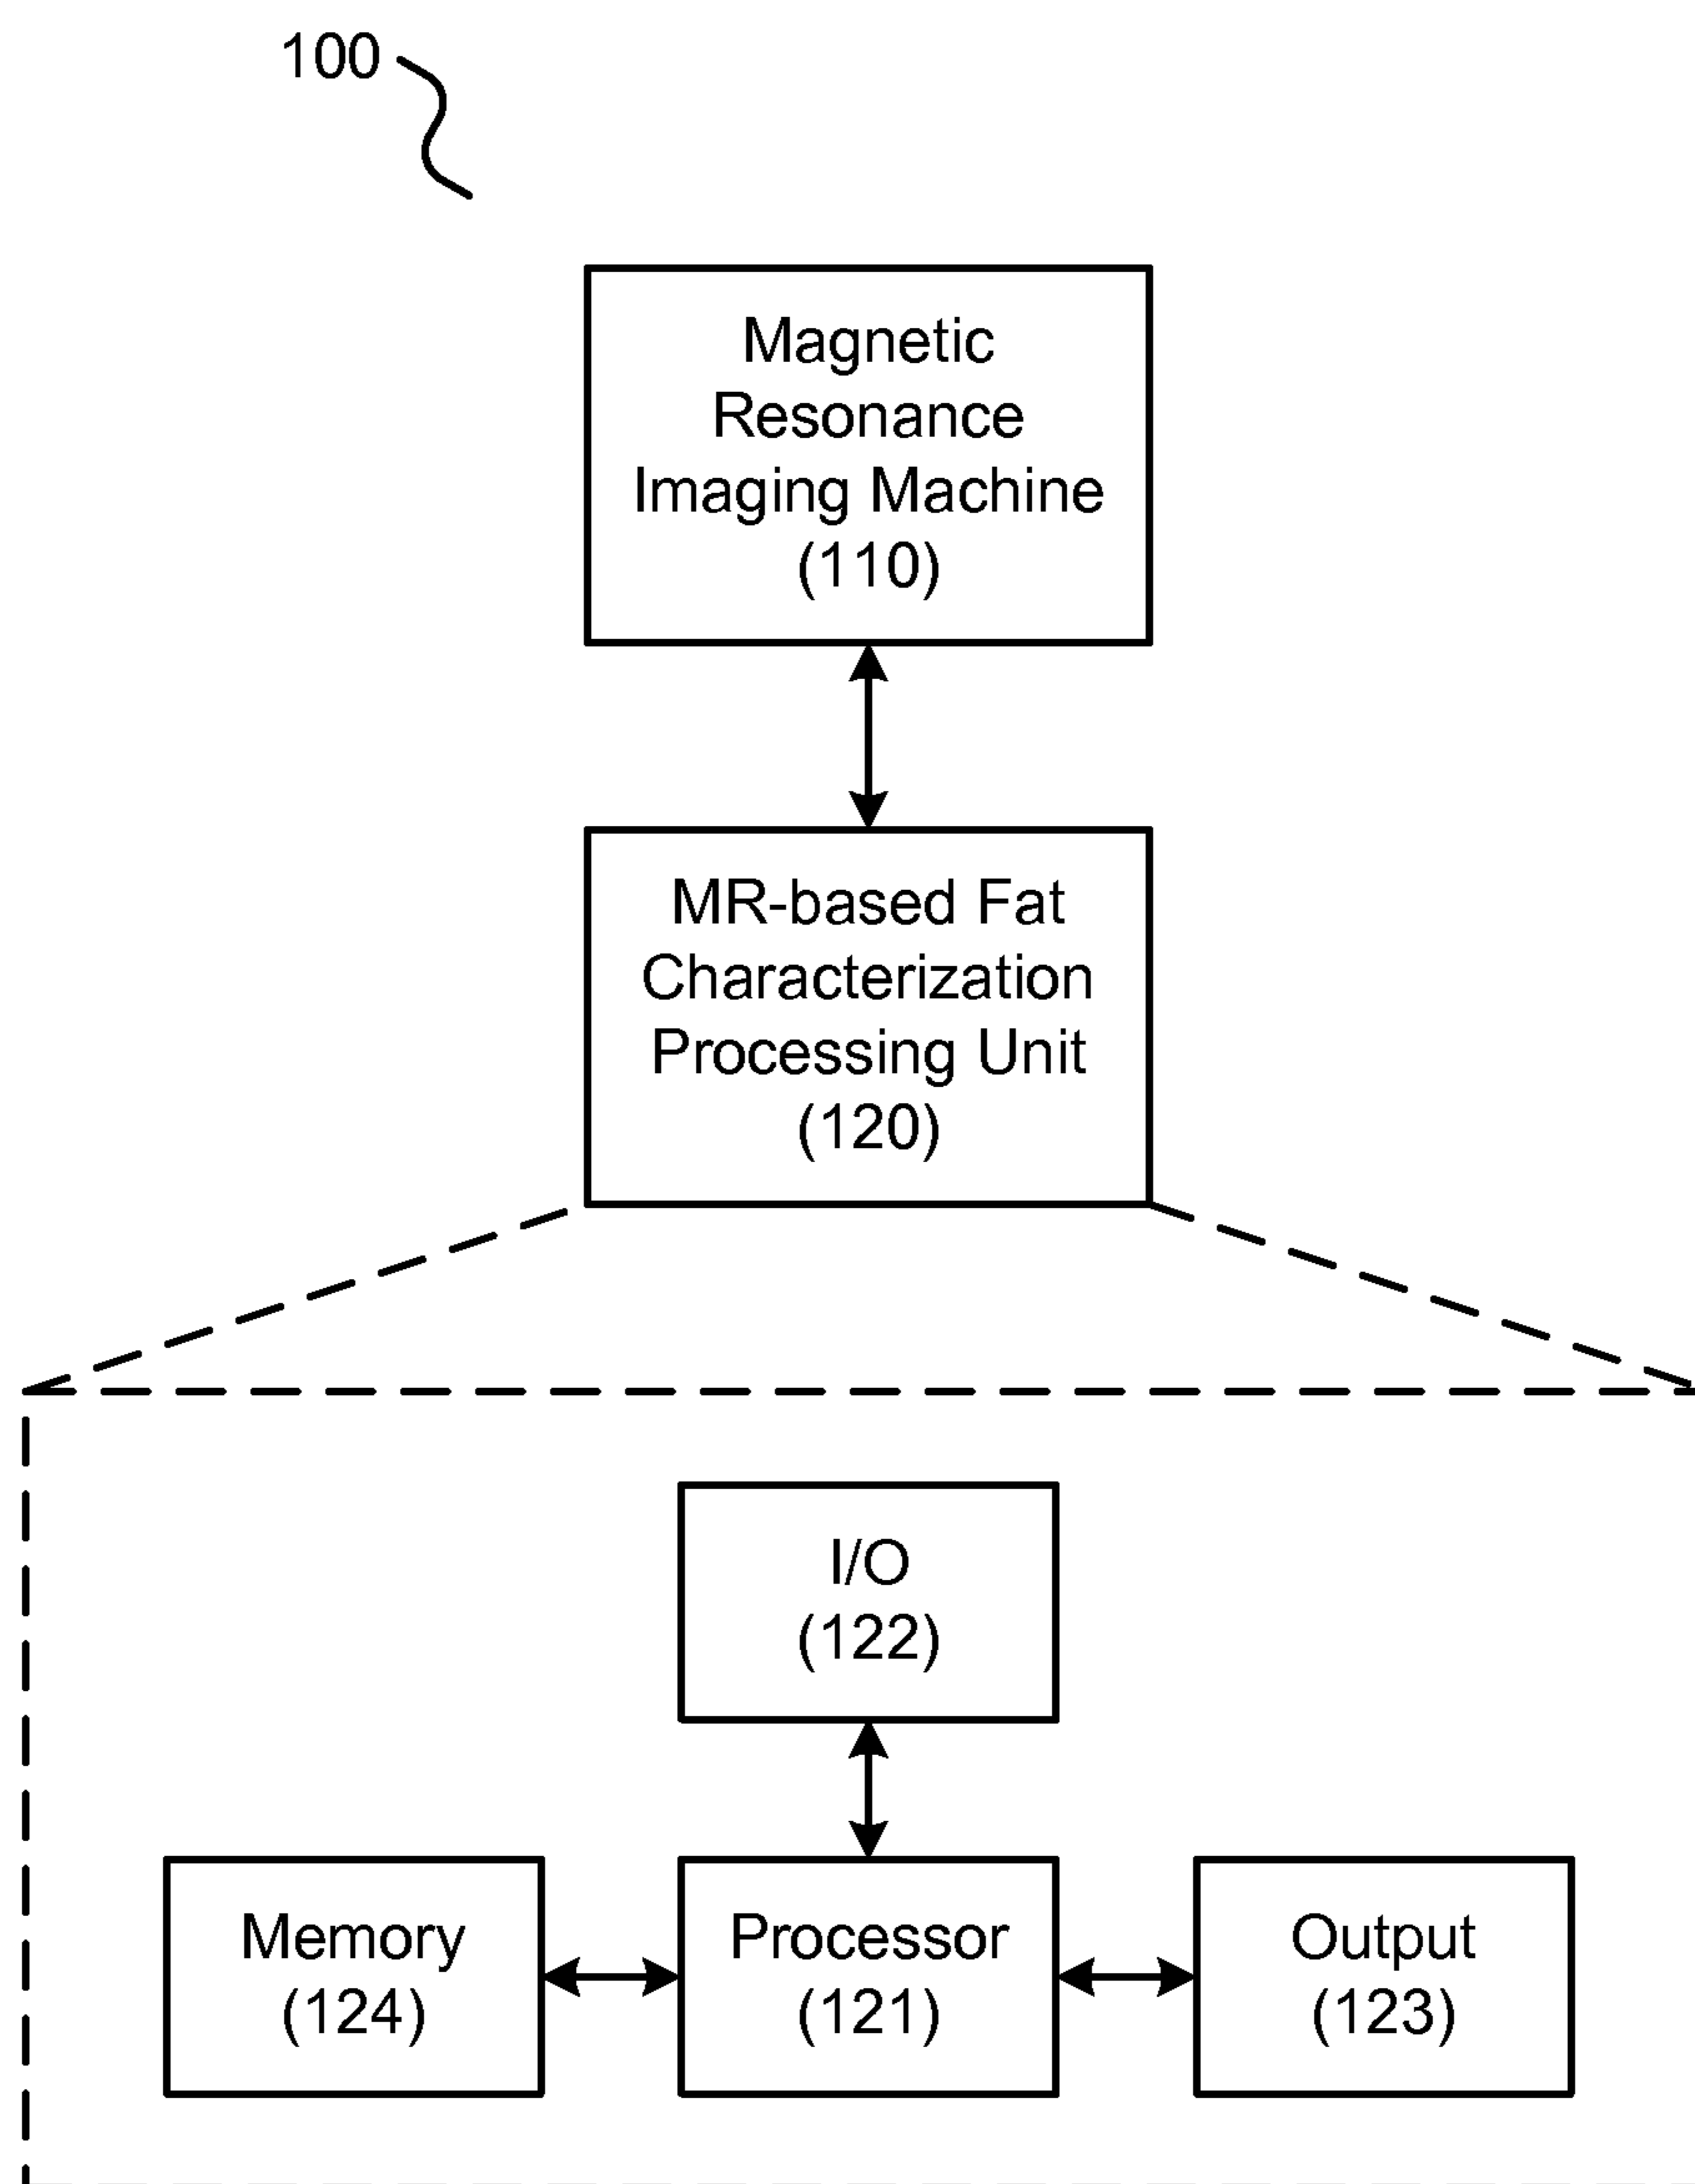 100
Magnetic
Resonance
Imaging Machine
(110)
MR-based Fat
Characterization
Processing Unit
(120)
I/O
(122)
Memory
(124)
Processor
(121)
Output
(123)